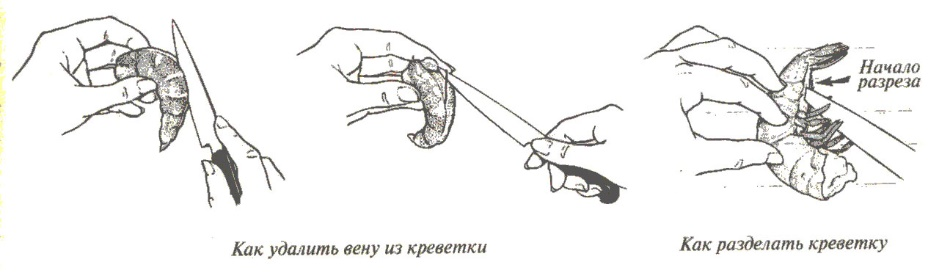 Начало
разреза
Как удалить вену из креветки
Как разделать креветку